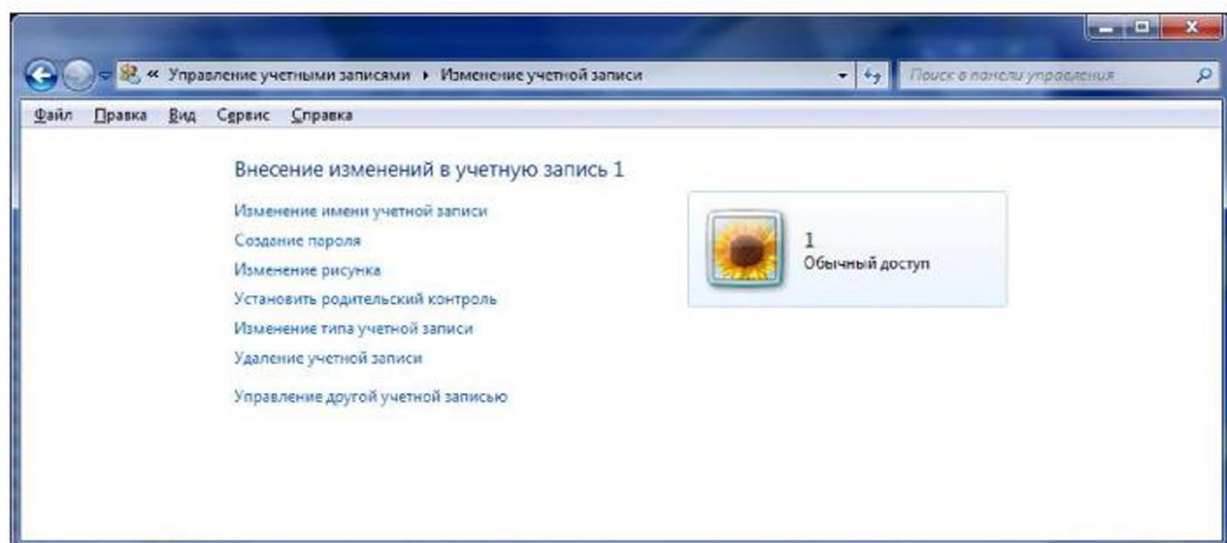 « Управление учетными записями ▸ Изменение учетной записи
Поиск в панели управления
Файл Правка Вид Сервис Справка
Внесение изменений в учетную запись 1
Изменение имени учетной записи
Создание пароля
Изменение рисунка
Установить родительский контроль
Изменение типа учетной записи
Удаление учетной записи
Управление другой учетной записью
1
Обычный доступ